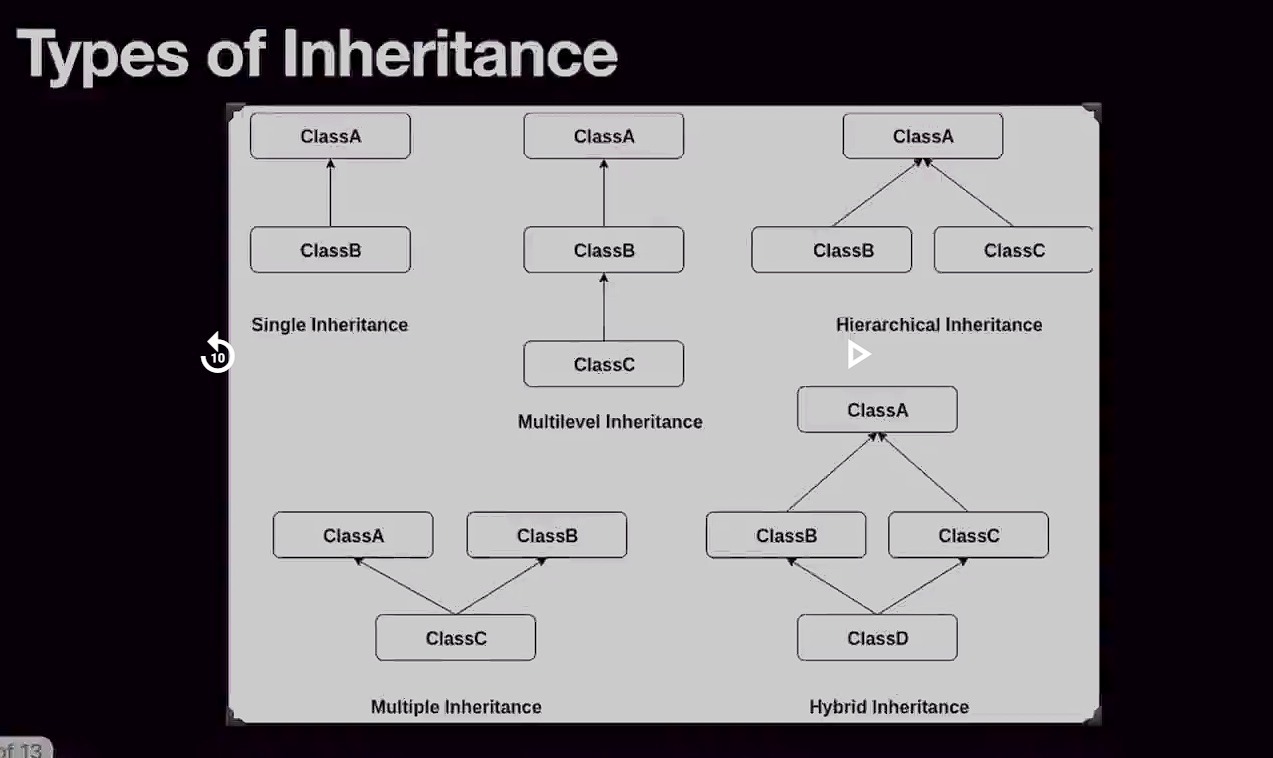 Types of Inheritance
ClassA
ClassB
Single Inheritance
ClassA
ClassB
ClassC
Multilevel Inheritance
ClassA
ClassB
ClassC
Hierarchical Inheritance
10
ClassA
ClassB
ClassC
Multiple Inheritance
ClassA
ClassB
ClassC
ClassD
Hybrid Inheritance
of 13